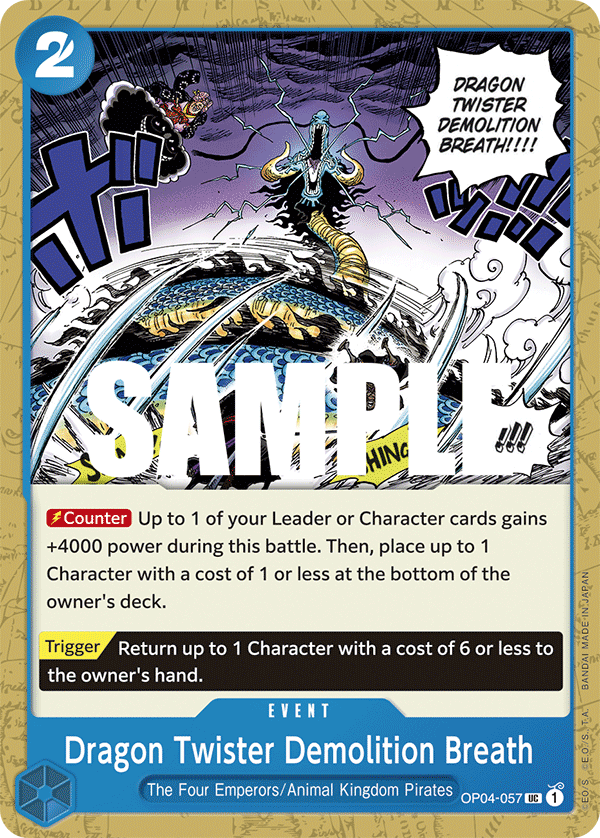 2
DRAGON
TWISTER
DEMOLITION
BREATH!!!!
SAMPLE
!!!
Counter Up to 1 of your Leader or Character cards gains
+4000 power during this battle. Then, place up to 1
Character with a cost of 1 or less at the bottom of the
owner's deck.
Trigger Return up to 1 Character with a cost of 6 or less to
the owner's hand.
EVENT
Dragon Twister Demolition Breath
The Four Emperors/Animal Kingdom Pirates
OP04-057 UC 1
©E.O.S. ©E.O.S.,T.A. BANDAI MADE IN JAPAN